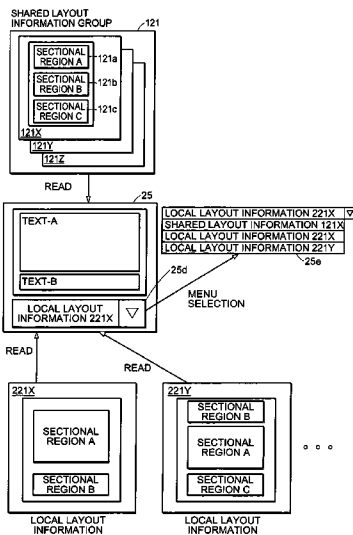 SHARED LAYOUT
INFORMATION GROUP
121
SECTIONAL
REGION A
121a
SECTIONAL
REGION B
121b
SECTIONAL
REGION C
121c
121X
121Y
121Z
READ
25
TEXT-A
TEXT-B
LOCAL LAYOUT
INFORMATION 221X
▽
25d
LOCAL LAYOUT INFORMATION 221X ▽
SHARED LAYOUT INFORMATION 121X
LOCAL LAYOUT INFORMATION 221X
LOCAL LAYOUT INFORMATION 221Y
25e
MENU
SELECTION
READ
READ
221X
SECTIONAL
REGION A
SECTIONAL
REGION B
LOCAL LAYOUT
INFORMATION
221Y
SECTIONAL
REGION B
SECTIONAL
REGION A
SECTIONAL
REGION C
LOCAL LAYOUT
INFORMATION